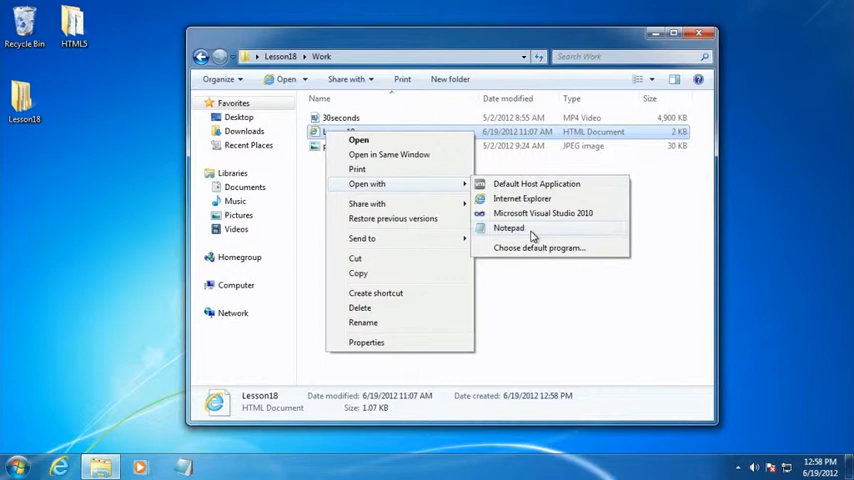 Recycle Bin
HTML5
Lesson18
Lesson18
Work
Search Work
Organize
Open
Share with
Print
New folder
Favorites
Desktop
Downloads
Recent Places
Libraries
Documents
Music
Pictures
Videos
Homegroup
Computer
Network
Name
Date modified
Type
Size
30seconds
5/2/2012 8:55 AM
MP4 Video
4,900 KB
6/19/2012 11:07 AM
HTML Document
2 KB
5/2/2012 9:46 AM
JPEG image
30 KB
Open
Open in Same Window
Print
Open with
Share with
Restore previous versions
Send to
Cut
Copy
Create shortcut
Delete
Rename
Properties
Default Host Application
Internet Explorer
Microsoft Visual Studio 2010
Notepad
Choose default program...
Lesson18
Date modified: 6/19/2012 11:07 AM
Date created: 6/19/2012 12:58 PM
HTML Document
Size: 1.07 KB
12:58 PM
6/19/2012